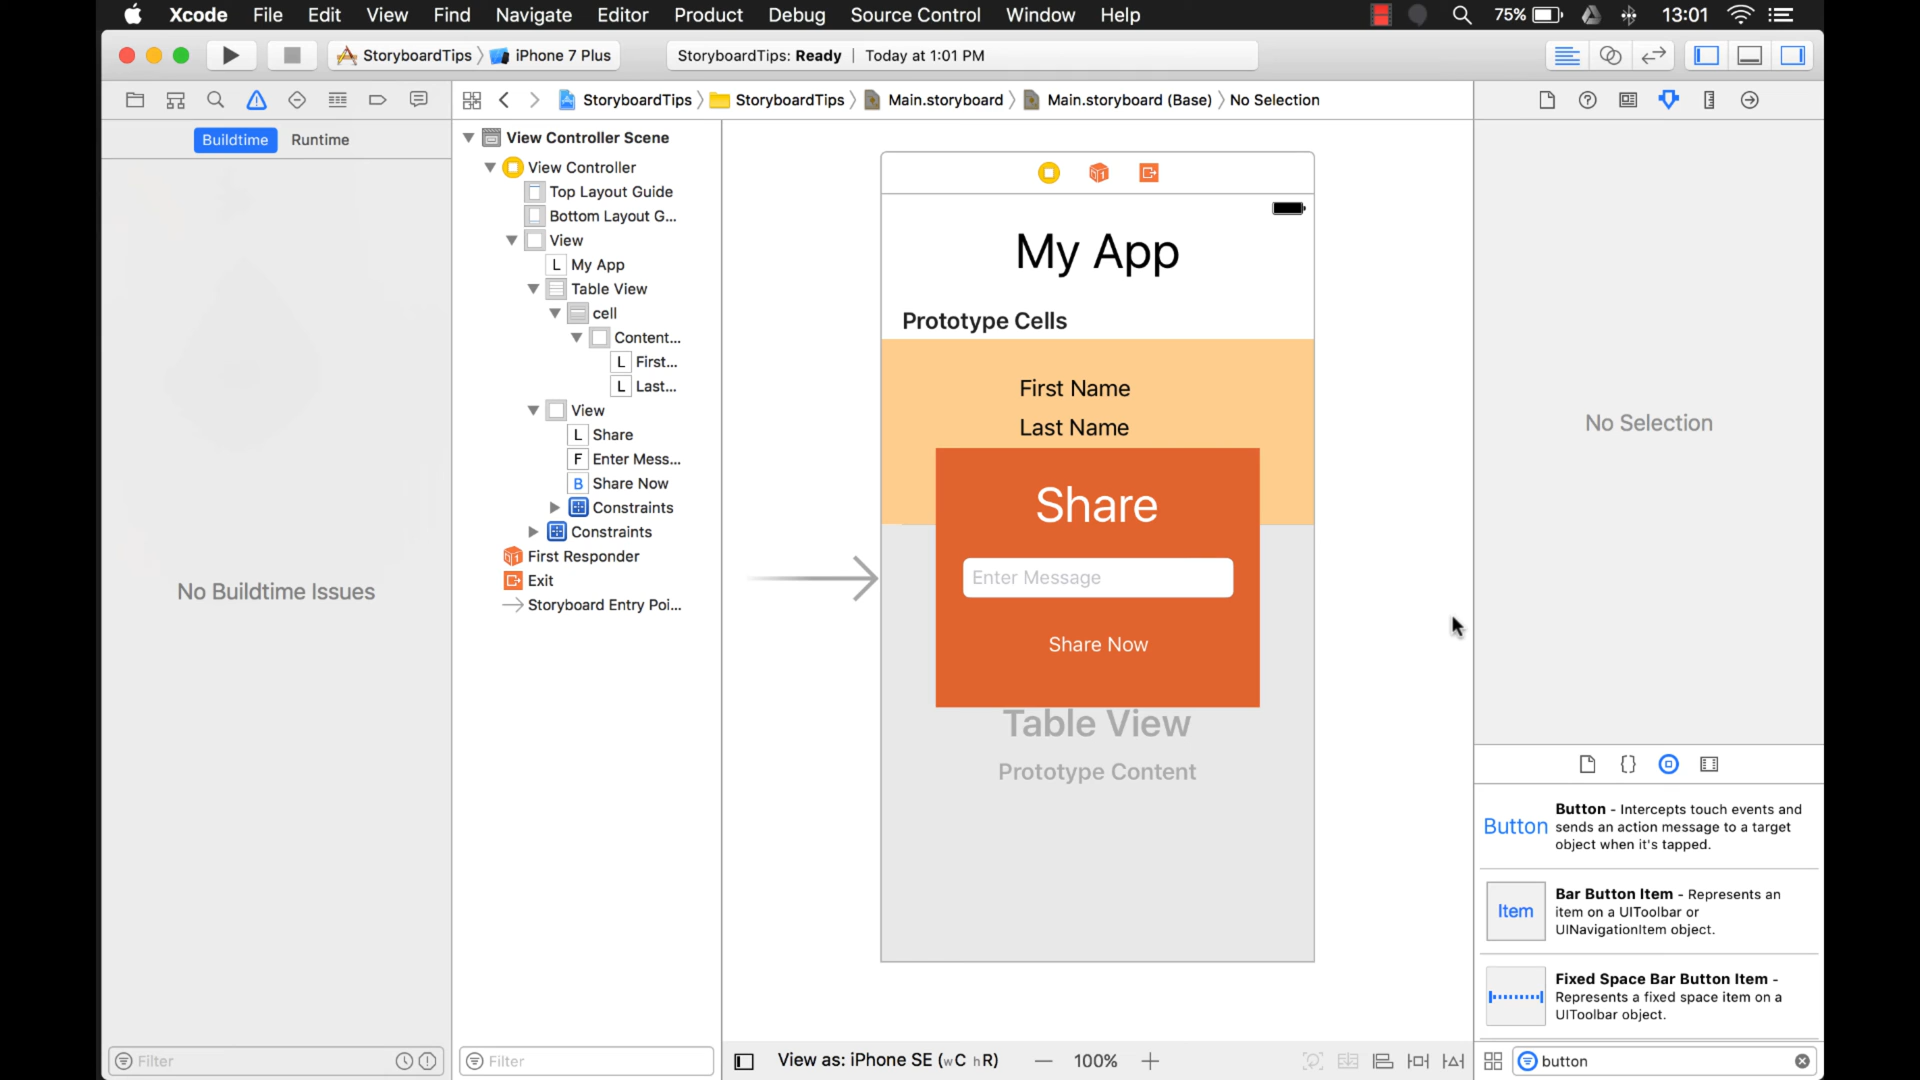 Xcode File Edit View Find Navigate Editor Product Debug Source Control Window Help 75% 13:01
StoryboardTips iPhone 7 Plus StoryboardTips: Ready | Today at 1:01 PM
StoryboardTips StoryboardTips Main.storyboard Main.storyboard (Base) No Selection
Buildtime Runtime
No Buildtime Issues
Filter
View Controller Scene
View Controller
Top Layout Guide
Bottom Layout G...
View
L My App
Table View
cell
Content...
L First...
L Last...
View
L Share
F Enter Mess...
B Share Now
Constraints
Constraints
First Responder
Exit
Storyboard Entry Poi...
Filter
My App
Prototype Cells
First Name
Last Name
Share
Enter Message
Share Now
Table View
Prototype Content
View as: iPhone SE (wC hR) — 100% +
No Selection
{}
Button
Button - Intercepts touch events and
sends an action message to a target
object when it's tapped.
Item
Bar Button Item - Represents an
item on a UIToolbar or
UINavigationItem object.
Fixed Space Bar Button Item -
Represents a fixed space item on a
UIToolbar object.
button